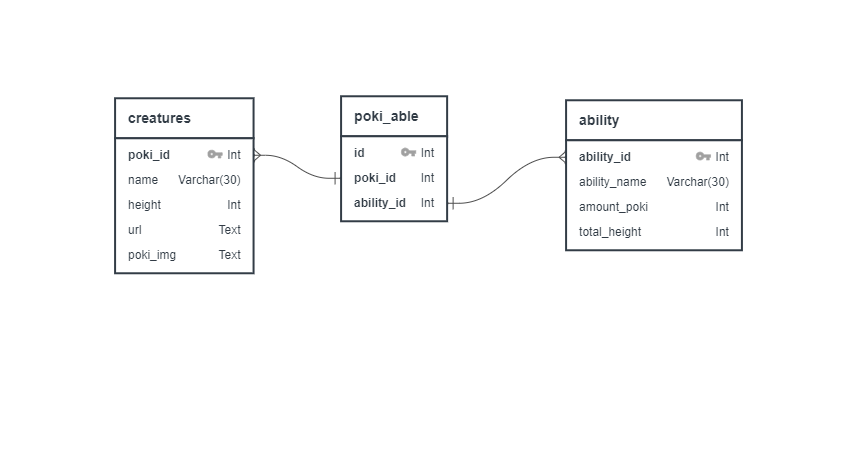 creatures
poki_id Int
name Varchar(30)
height Int
url Text
poki_img Text
poki_able
id Int
poki_id Int
ability_id Int
ability
ability_id Int
ability_name Varchar(30)
amount_poki Int
total_height Int